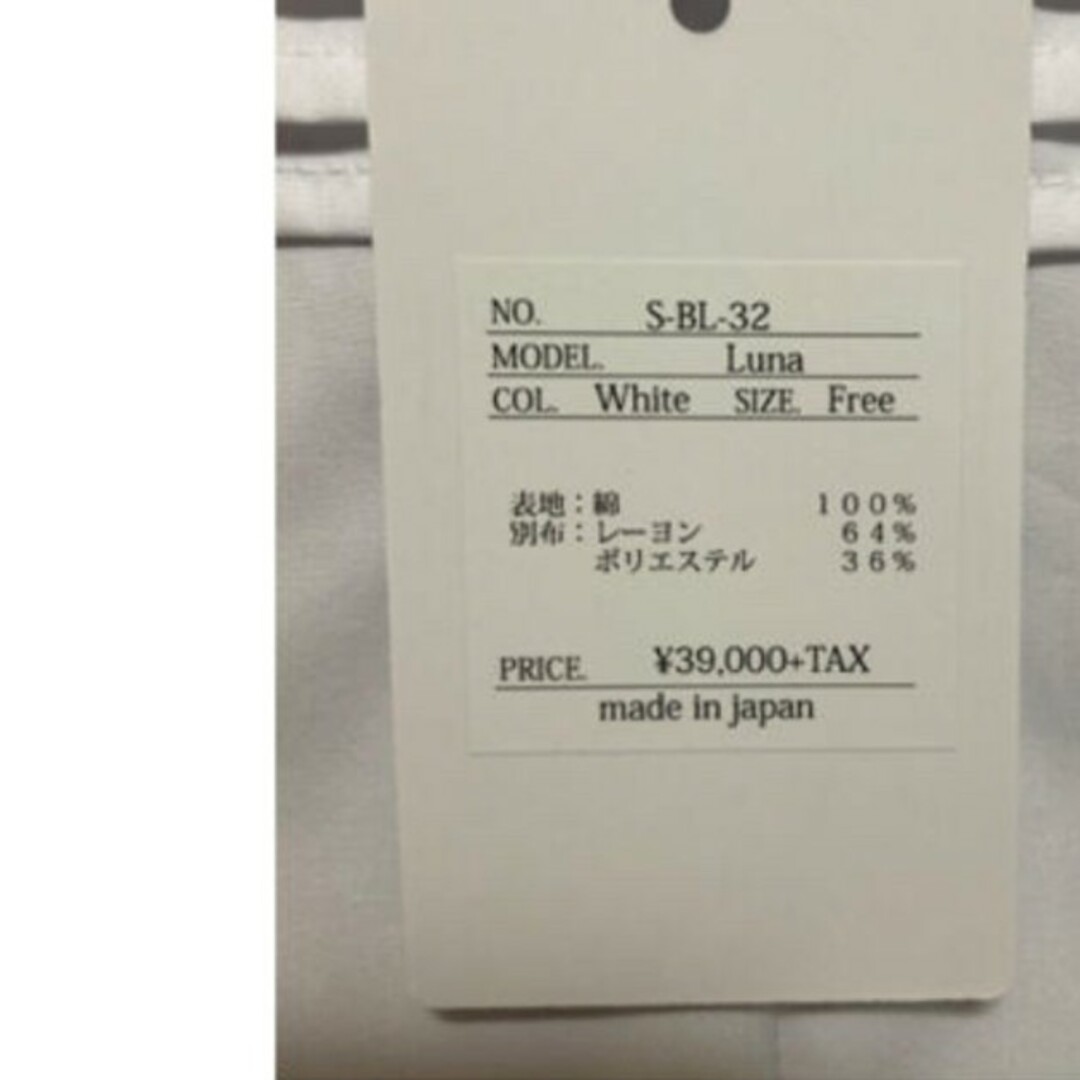 NO. S-BL-32
MODEL. Luna
COL. White SIZE. Free
表地：綿 １００％
別布：レーヨン ６４％
ポリエステル ３６％
PRICE. ¥39,000+TAX
made in japan